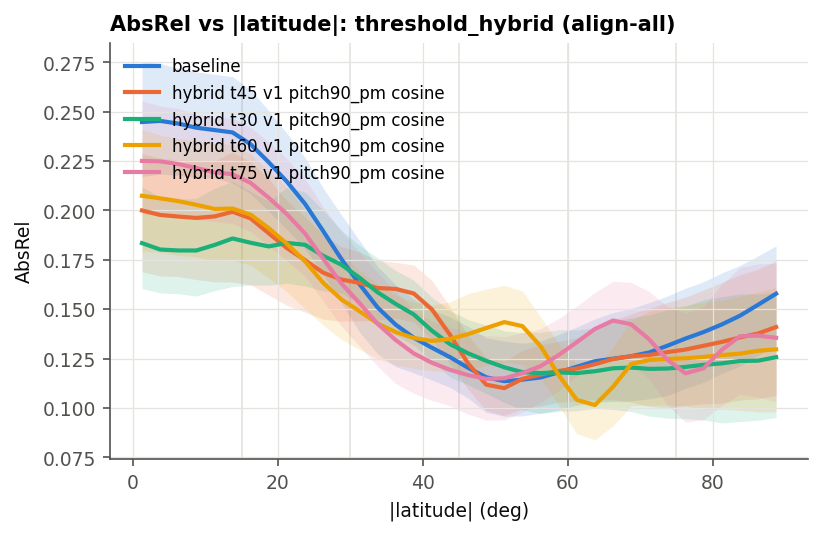 AbsRel vs |latitude|: threshold_hybrid (align-all)
baseline
hybrid t45 v1 pitch90_pm cosine
hybrid t30 v1 pitch90_pm cosine
hybrid t60 v1 pitch90_pm cosine
hybrid t75 v1 pitch90_pm cosine
0.275
0.250
0.225
0.200
0.175
0.150
0.125
0.100
0.075
AbsRel
0 20 40 60 80
|latitude| (deg)